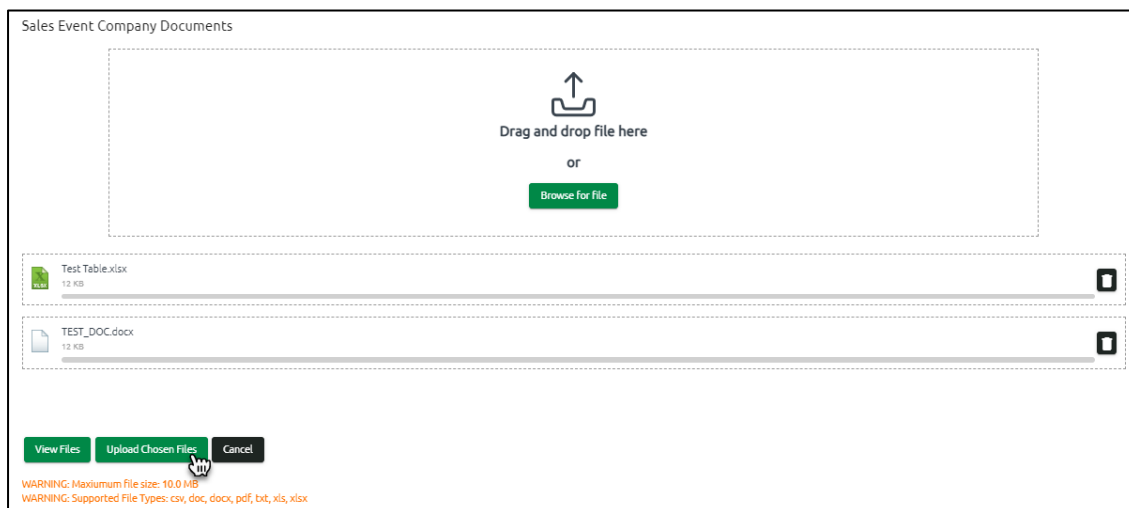 Sales Event Company Documents
Drag and drop file here
or
Browse for file
Test Table.xlsx
XLSX
12 KB
TEST_DOC.docx
12 KB
View Files
Upload Chosen Files
Cancel
WARNING: Maxiumum file size: 10.0 MB
WARNING: Supported File Types: csv, doc, docx, pdf, txt, xls, xlsx